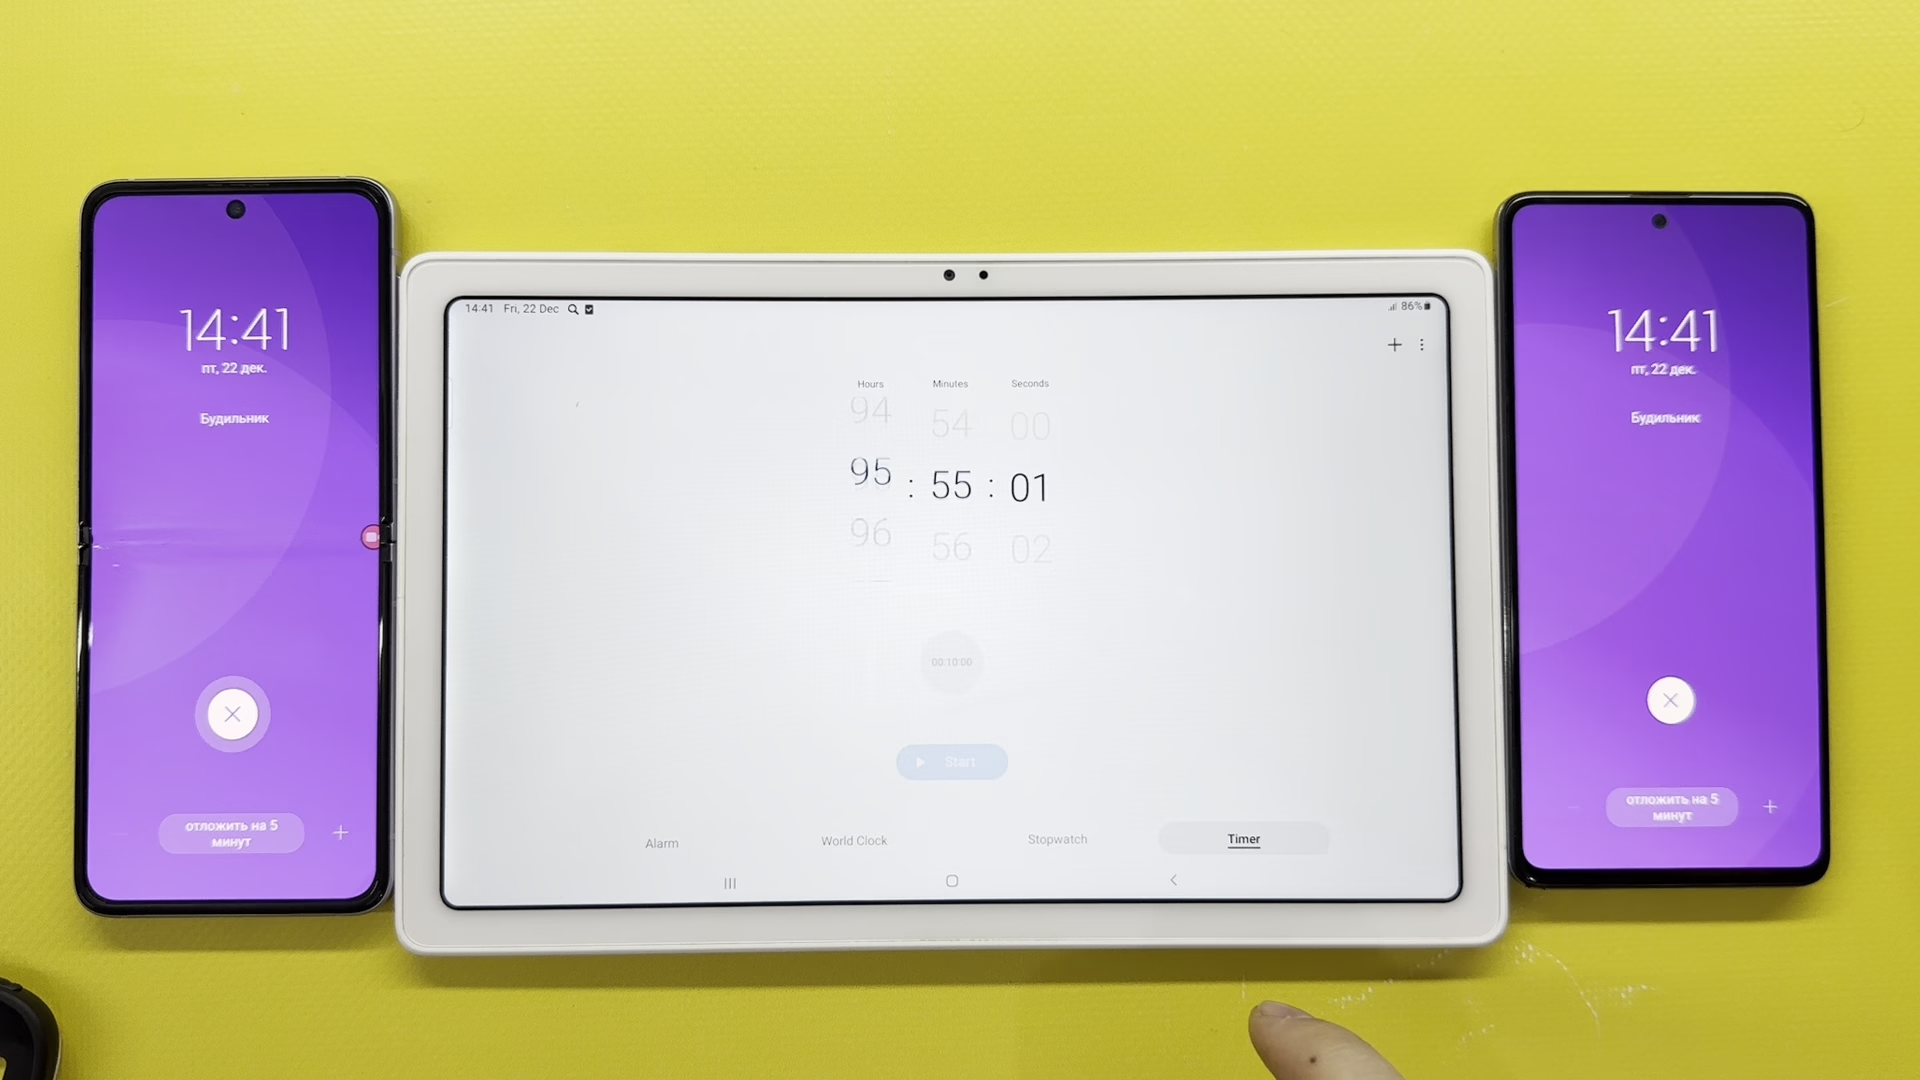 14:41
пт, 22 дек.
Будильник
отложить на 5
минут
14:41 Fri, 22 Dec
86%
Hours Minutes Seconds
94 54 00
95 : 55 : 01
96 56 02
00:10:00
Start
Alarm World Clock Stopwatch Timer
14:41
пт, 22 дек.
Будильник
отложить на 5
минут